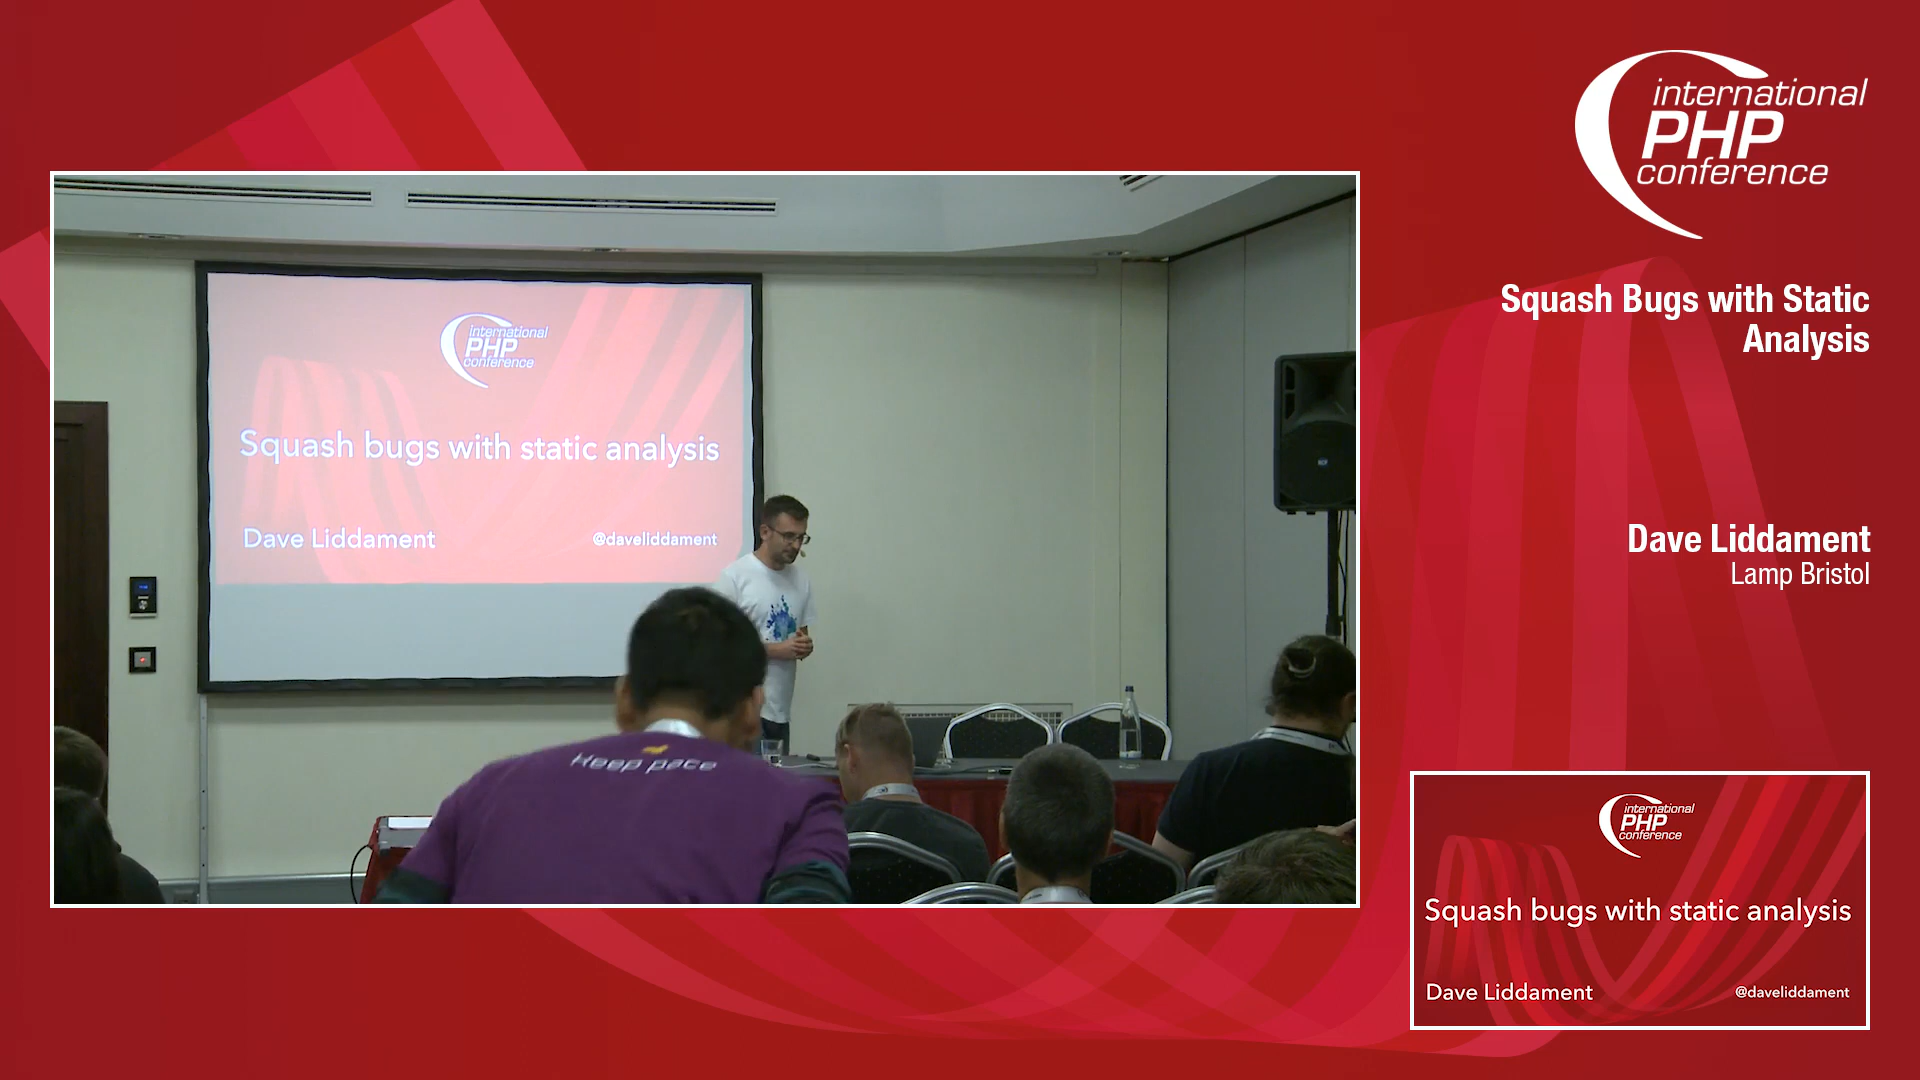 international
PHP
conference
Squash Bugs with Static
Analysis
Dave Liddament
Lamp Bristol
international
PHP
conference
Squash bugs with static analysis
Dave Liddament
@daveliddament
Keep pace
international
PHP
conference
Squash bugs with static analysis
Dave Liddament
@daveliddament